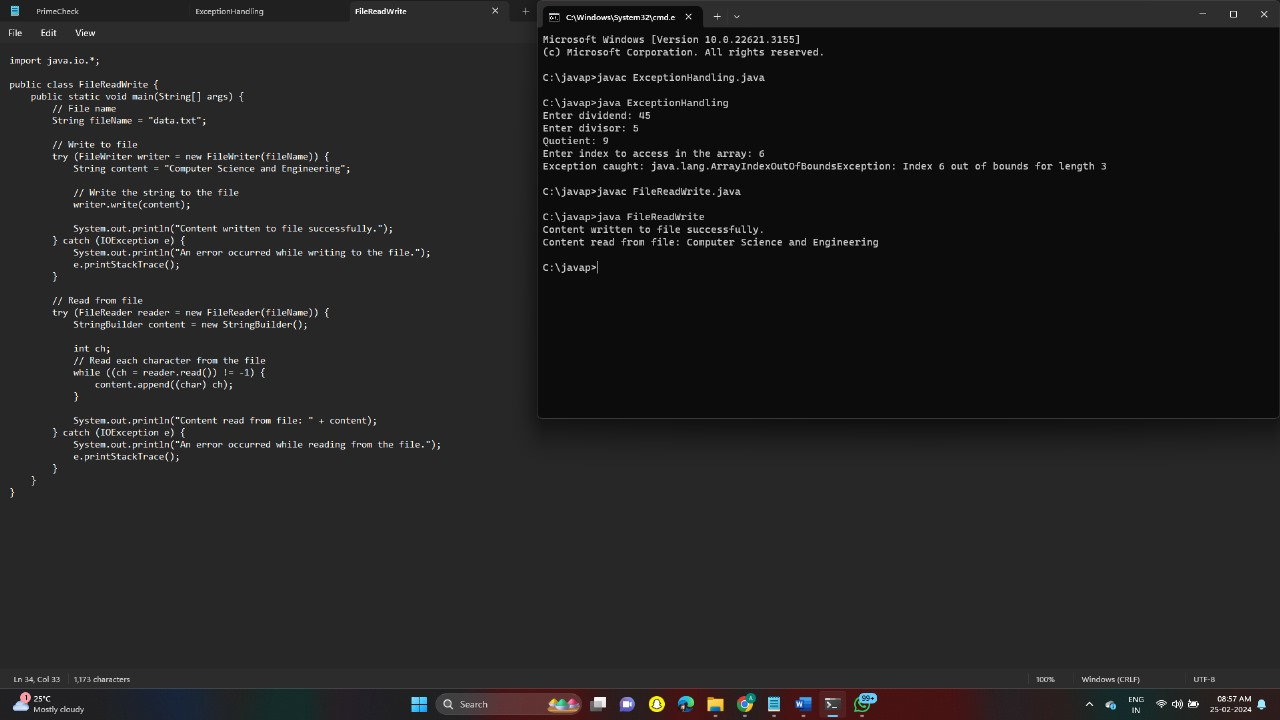 PrimeCheck
ExceptionHandling
FileReadWrite
File
Edit
View
import java.io.*;
public class FileReadWrite {
public static void main(String[] args) {
// File name
String fileName = "data.txt";
// Write to file
try (FileWriter writer = new FileWriter(fileName)) {
String content = "Computer Science and Engineering";
// Write the string to the file
writer.write(content);
System.out.println("Content written to file successfully.");
} catch (IOException e) {
System.out.println("An error occurred while writing to the file.");
e.printStackTrace();
}
// Read from file
try (FileReader reader = new FileReader(fileName)) {
StringBuilder content = new StringBuilder();
int ch;
// Read each character from the file
while ((ch = reader.read()) != -1) {
content.append((char) ch);
}
System.out.println("Content read from file: " + content);
} catch (IOException e) {
System.out.println("An error occurred while reading from the file.");
e.printStackTrace();
}
}
}
C:\Windows\System32\cmd.e
Microsoft Windows [Version 10.0.22621.3155]
(c) Microsoft Corporation. All rights reserved.
C:\javap>javac ExceptionHandling.java
C:\javap>java ExceptionHandling
Enter dividend: 45
Enter divisor: 5
Quotient: 9
Enter index to access in the array: 6
Exception caught: java.lang.ArrayIndexOutOfBoundsException: Index 6 out of bounds for length 3
C:\javap>javac FileReadWrite.java
C:\javap>java FileReadWrite
Content written to file successfully.
Content read from file: Computer Science and Engineering
C:\javap>
Ln 34, Col 33
1,173 characters
100%
Windows (CRLF)
UTF-8
1
25°C
Mostly cloudy
Search
99+
ENG
IN
08:57 AM
25-02-2024